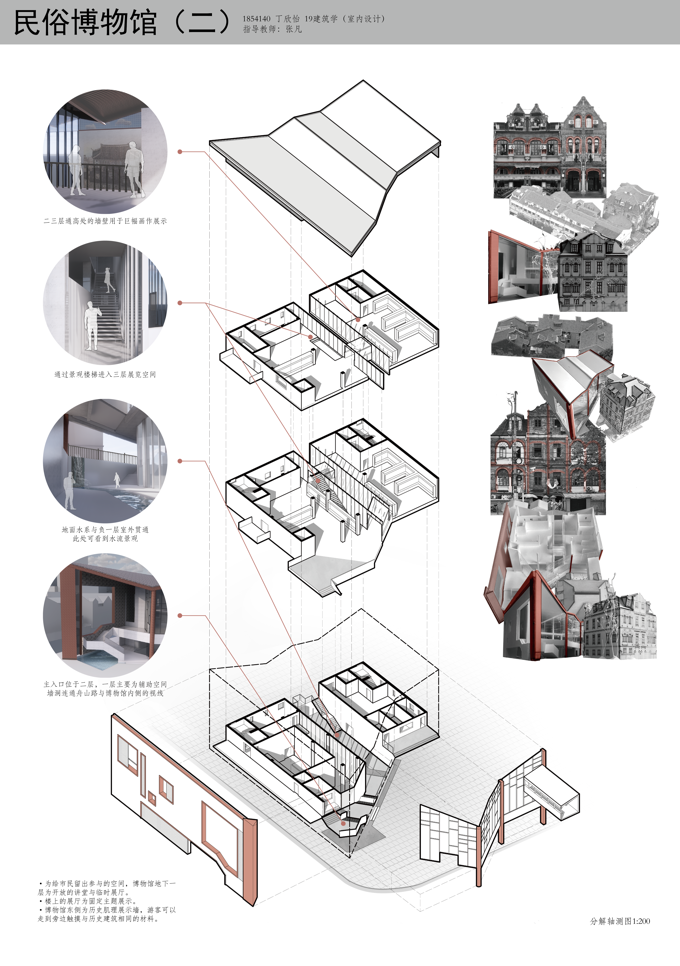 民俗博物馆（二）
1854140 丁欣怡 19建筑学（室内设计）
指导教师：张凡
二三层通高处的墙壁用于巨幅画作展示
通过景观楼梯进入三层展览空间
地面水系与负一层室外贯通
此处可看到水流景观
主入口位于二层，一层主要为辅助空间
墙洞连通舟山路与博物馆内侧的视线
·为给市民留出参与的空间，博物馆地下一
层为开放的讲堂与临时展厅。
·楼上的展厅为固定主题展示。
·博物馆东侧为历史肌理展示墙，游客可以
走到旁边触摸与历史建筑相同的材料。
分解轴测图1:200